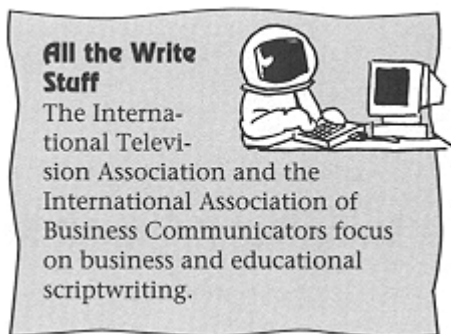 All the Write
Stuff
The Interna-
tional Televi-
sion Association and the
International Association of
Business Communicators focus
on business and educational
scriptwriting.